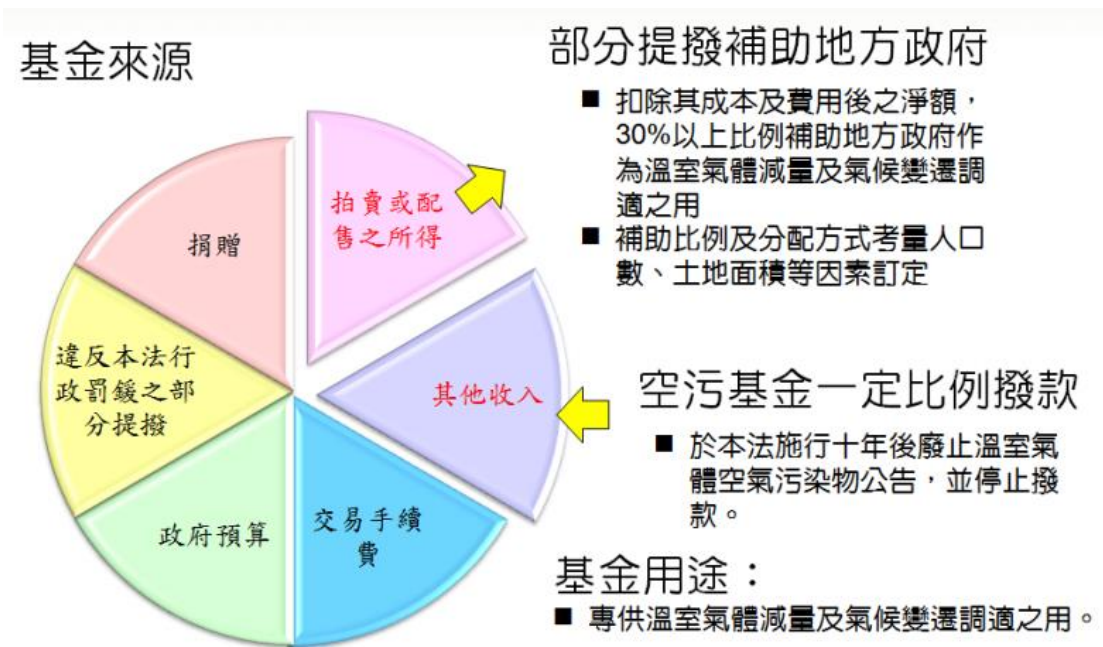 基金來源
拍賣或配
售之所得
其他收入
交易手續
費
政府預算
違反本法行
政罰鍰之部
分提撥
捐贈
部分提撥補助地方政府
■ 扣除其成本及費用後之淨額，
30%以上比例補助地方政府作
為溫室氣體減量及氣候變遷調
適之用
■ 補助比例及分配方式考量人口
數、土地面積等因素訂定
空污基金一定比例撥款
■ 於本法施行十年後廢止溫室氣
體空氣污染物公告，並停止撥
款。
基金用途：
■ 專供溫室氣體減量及氣候變遷調適之用。